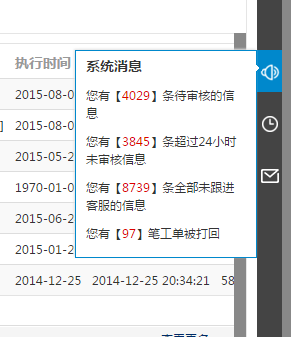 执行时间
系统消息
2015-08-0
您有【4029】条待审核的信
息
2015-08-0
您有【3845】条超过24小时
未审核信息
2015-05-2
1970-01-0
您有【8739】条全部未跟进
客服的信息
2015-06-2
您有【97】笔工单被打回
2015-01-2
2014-12-25 2014-12-25 20:34:21 58